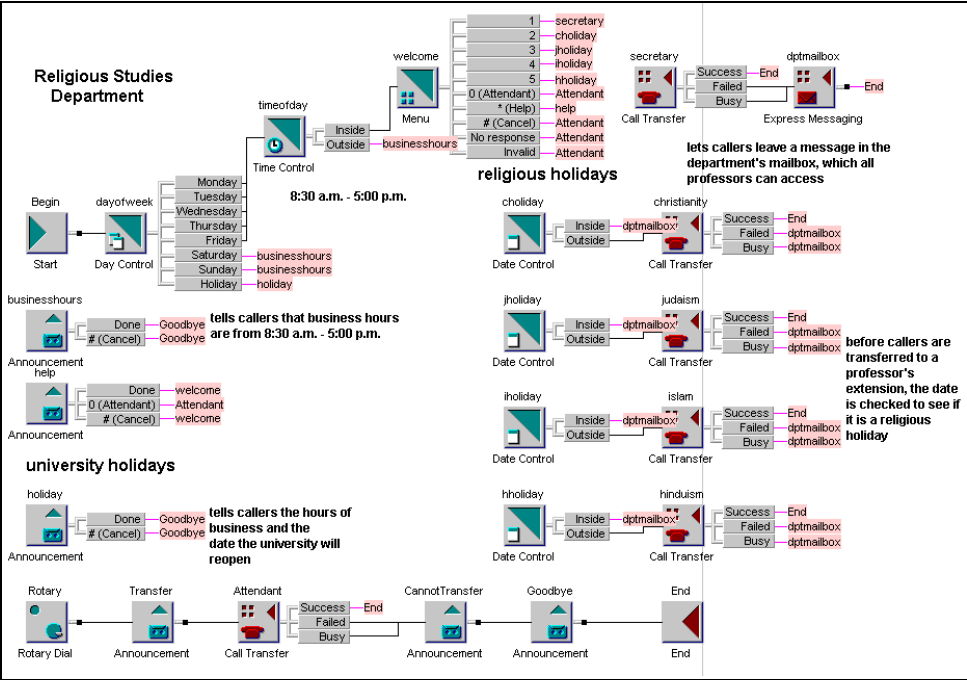 Religious Studies
Department
timeofday
Time Control
Inside
Outside
businesshours
8:30 a.m. - 5:00 p.m.
welcome
Menu
1
secretary
2
choliday
3
jholiday
4
iholiday
5
hholiday
0 (Attendant)
Attendant
* (Help)
help
# (Cancel)
Attendant
No response
Attendant
Invalid
Attendant
secretary
Call Transfer
Success
End
Failed
Busy
dptmailbox
Express Messaging
End
lets callers leave a message in the
department's mailbox, which all
professors can access
Begin
Start
dayofweek
Day Control
Monday
Tuesday
Wednesday
Thursday
Friday
Saturday
businesshours
Sunday
businesshours
Holiday
holiday
religious holidays
choliday
Date Control
Inside
dptmailbox
Outside
christianity
Call Transfer
Success
End
Failed
dptmailbox
Busy
dptmailbox
businesshours
Announcement
Done
Goodbye
# (Cancel)
Goodbye
tells callers that business hours
are from 8:30 a.m. - 5:00 p.m.
jholiday
Date Control
Inside
dptmailbox
Outside
judaism
Call Transfer
Success
End
Failed
dptmailbox
Busy
dptmailbox
before callers are
transferred to a
professor's
extension, the date
is checked to see if
it is a religious
holiday
help
Announcement
Done
welcome
0 (Attendant)
Attendant
# (Cancel)
welcome
iholiday
Date Control
Inside
dptmailbox
Outside
islam
Call Transfer
Success
End
Failed
dptmailbox
Busy
dptmailbox
university holidays
holiday
Announcement
Done
Goodbye
# (Cancel)
Goodbye
tells callers the hours of
business and the
date the university will
reopen
hholiday
Date Control
Inside
dptmailbox
Outside
hinduism
Call Transfer
Success
End
Failed
dptmailbox
Busy
dptmailbox
Rotary
Rotary Dial
Transfer
Announcement
Attendant
Call Transfer
Success
End
Failed
Busy
CannotTransfer
Announcement
Goodbye
Announcement
End
End